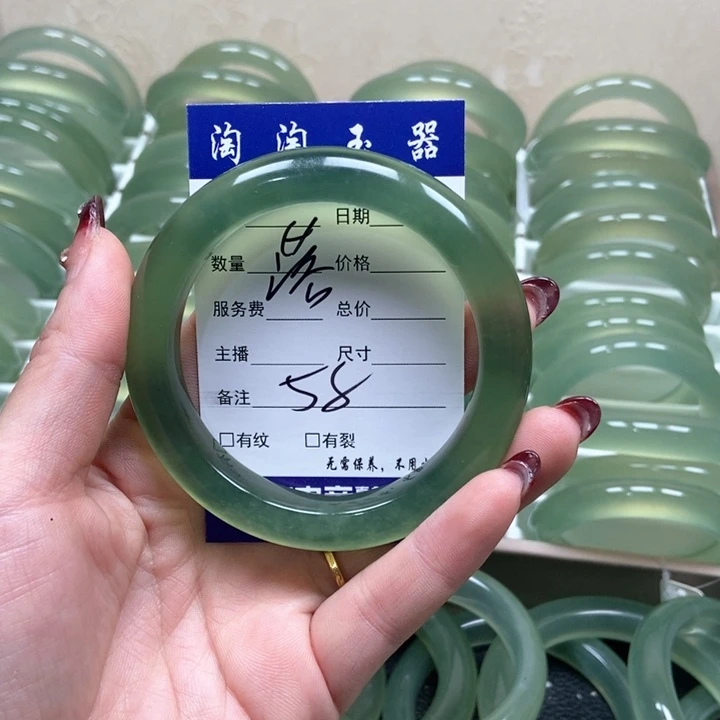 淘淘玉器
日期
数量 价格
服务费 总价
主播 尺寸
备注 58
□有纹 □有裂
无需保养，不用